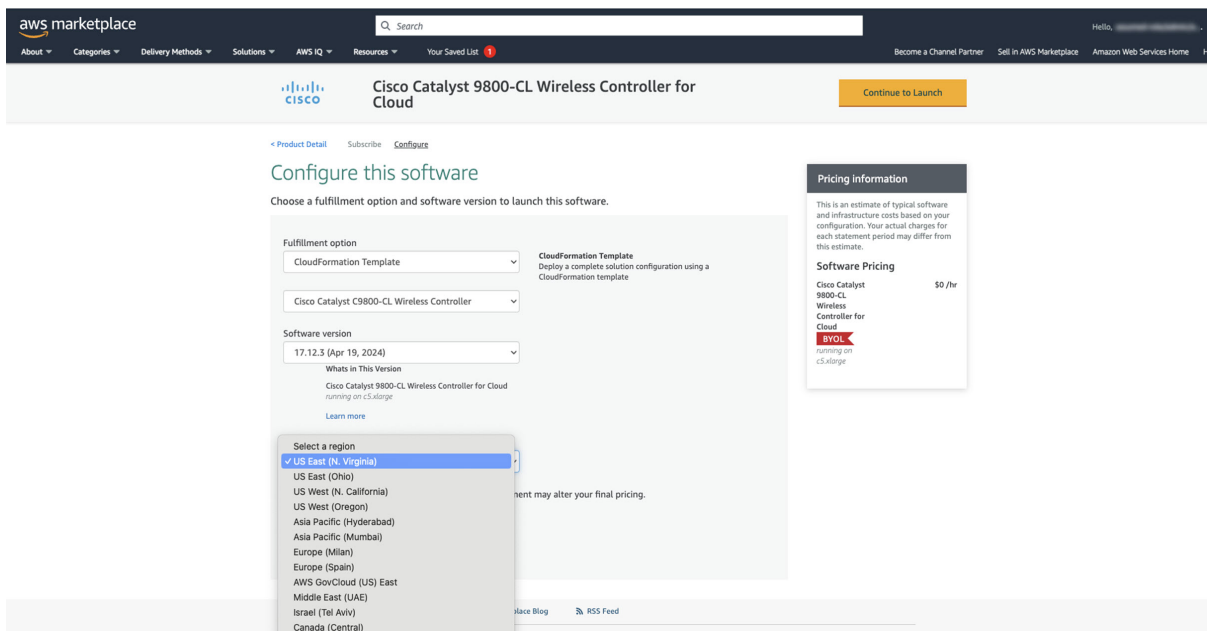 aws marketplace
Search
Hello,
About
Categories
Delivery Methods
Solutions
AWS IQ
Resources
Your Saved List 1
Become a Channel Partner
Sell in AWS Marketplace
Amazon Web Services Home
H
CISCO
Cisco Catalyst 9800-CL Wireless Controller for
Cloud
Continue to Launch
< Product Detail
Subscribe
Configure
Configure this software
Choose a fulfillment option and software version to launch this software.
Fulfillment option
CloudFormation Template
CloudFormation Template
Deploy a complete solution configuration using a
CloudFormation template
Cisco Catalyst C9800-CL Wireless Controller
Software version
17.12.3 (Apr 19, 2024)
Whats in This Version
Cisco Catalyst 9800-CL Wireless Controller for Cloud
running on c5.xlarge
Learn more
Select a region
✓ US East (N. Virginia)
US East (Ohio)
US West (N. California)
US West (Oregon)
Asia Pacific (Hyderabad)
Asia Pacific (Mumbai)
Europe (Milan)
Europe (Spain)
AWS GovCloud (US) East
Middle East (UAE)
Israel (Tel Aviv)
Canada (Central)
ment may alter your final pricing.
Pricing information
This is an estimate of typical software
and infrastructure costs based on your
configuration. Your actual charges for
each statement period may differ from
this estimate.
Software Pricing
Cisco Catalyst
9800-CL
Wireless
Controller for
Cloud
$0 /hr
BYOL
running on
c5.xlarge
place Blog
RSS Feed